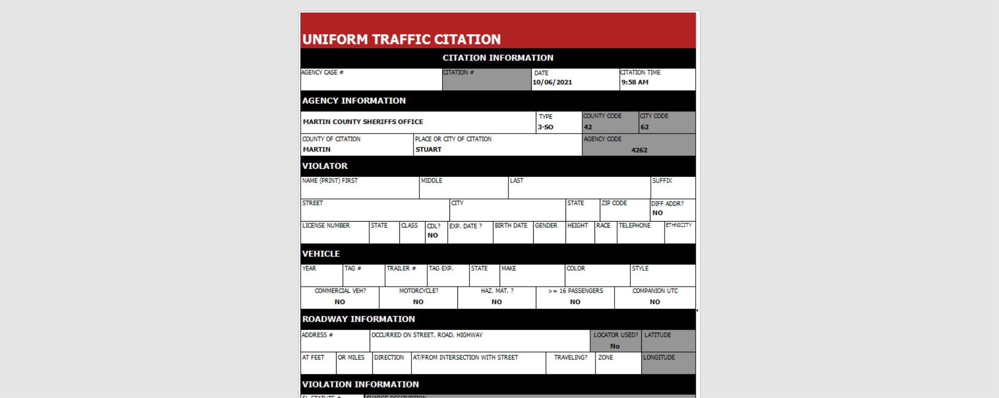 UNIFORM TRAFFIC CITATION
CITATION INFORMATION
AGENCY CASE # CITATION # DATE CITATION TIME
10/06/2021 9:58 AM
AGENCY INFORMATION
MARTIN COUNTY SHERIFFS OFFICE TYPE COUNTY CODE CITY CODE
3-SO 42 62
COUNTY OF CITATION PLACE OR CITY OF CITATION AGENCY CODE
MARTIN STUART 4262
VIOLATOR
NAME (PRINT) FIRST MIDDLE LAST SUFFIX
STREET CITY STATE ZIP CODE DIFF ADDR?
NO
LICENSE NUMBER STATE CLASS CDL? EXP. DATE ? BIRTH DATE GENDER HEIGHT RACE TELEPHONE ETHNICITY
NO
VEHICLE
YEAR TAG # TRAILER # TAG EXP. STATE MAKE COLOR STYLE
COMMERCIAL VEH? MOTORCYCLE? HAZ. MAT. ? >= 16 PASSENGERS COMPANION UTC
NO NO NO NO NO
ROADWAY INFORMATION
ADDRESS # OCCURRED ON STREET, ROAD, HIGHWAY LOCATOR USED? LATITUDE
No
AT FEET OR MILES DIRECTION AT/FROM INTERSECTION WITH STREET TRAVELING? ZONE LONGITUDE
VIOLATION INFORMATION
FL STATUTE # CHARGE DESCRIPTION